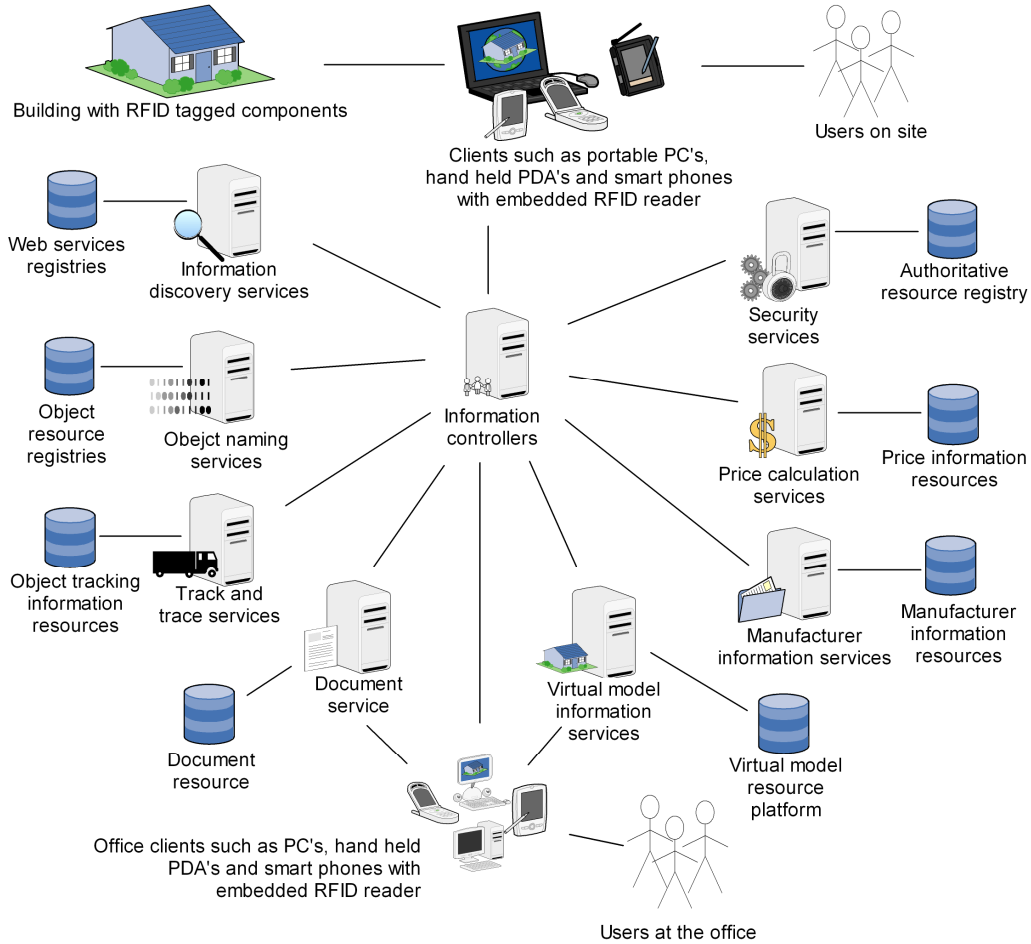 Building with RFID tagged components
Clients such as portable PC's,
hand held PDA's and smart phones
with embedded RFID reader
Users on site
Web services
registries
Information
discovery services
Authoritative
resource registry
Security
services
Object
resource
registries
Obejct naming
services
Information
controllers
Price calculation
services
Price information
resources
Object tracking
information
resources
Track and
trace services
Manufacturer
information services
Manufacturer
information
resources
Document
service
Virtual model
information
services
Document
resource
Virtual model
resource
platform
Office clients such as PC's, hand held
PDA's and smart phones with
embedded RFID reader
Users at the office